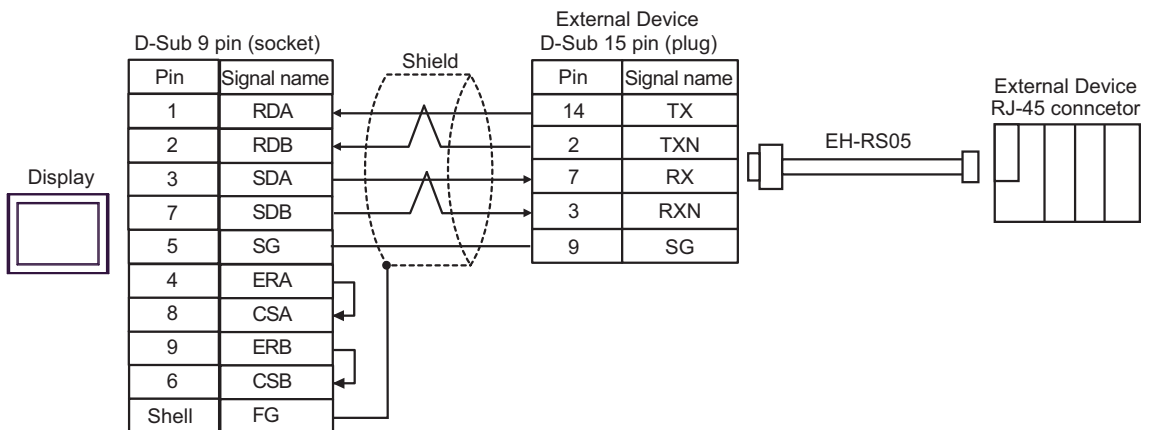 External Device
D-Sub 9 pin (socket) D-Sub 15 pin (plug)
Shield
Pin Signal name Pin Signal name
External Device
RJ-45 conncetor
1 RDA 14 TX
2 RDB 2 TXN
EH-RS05
Display
3 SDA 7 RX
7 SDB 3 RXN
5 SG 9 SG
4 ERA
8 CSA
9 ERB
6 CSB
Shell FG